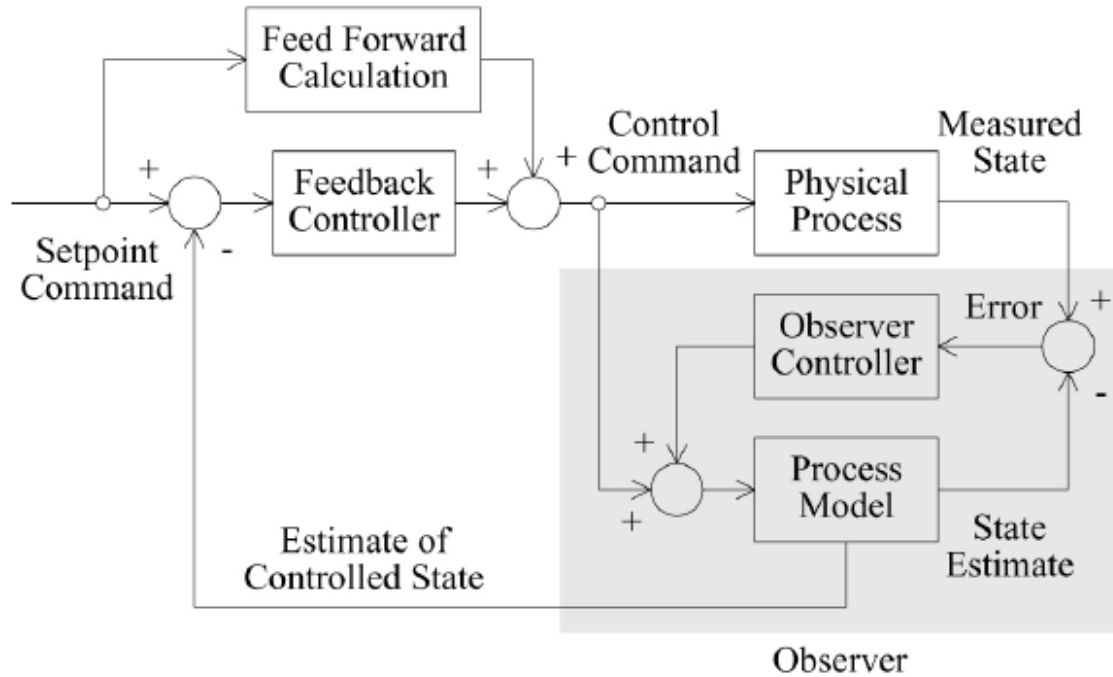 Feed Forward
Calculation
+
Feedback
Controller
+
+
Control
Command
Physical
Process
Measured
State
Setpoint
Command
-
Observer
Controller
Error
+
-
+
+
Process
Model
State
Estimate
Estimate of
Controlled State
Observer